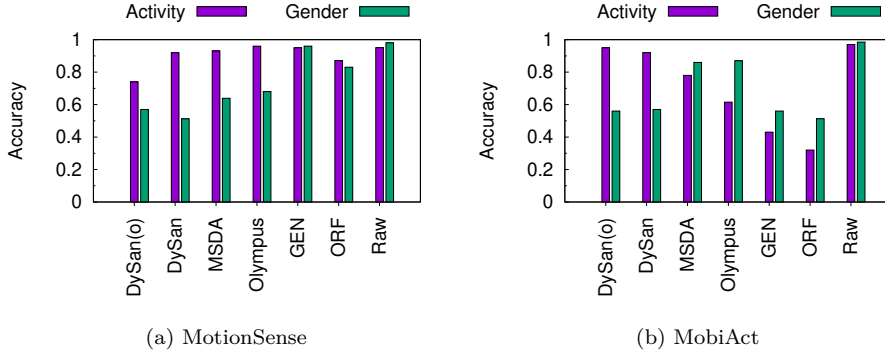 Activity Gender
Accuracy
1
0.8
0.6
0.4
0.2
0
DySan(o)
DySan
MSDA
Olympus
GEN
ORF
Raw
(a) MotionSense
Activity Gender
Accuracy
1
0.8
0.6
0.4
0.2
0
DySan(o)
DySan
MSDA
Olympus
GEN
ORF
Raw
(b) MobiAct